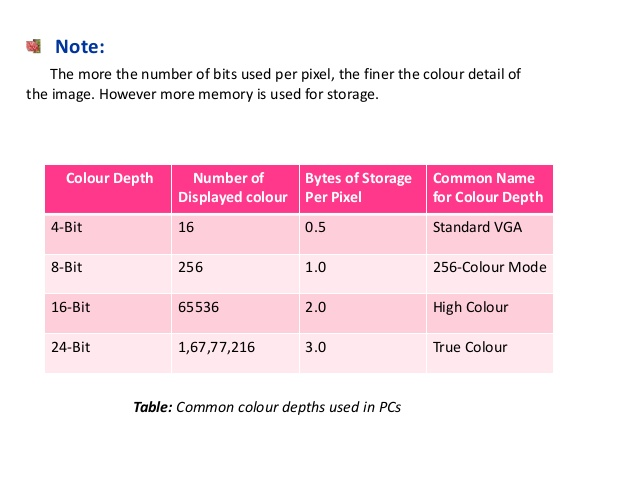 Note:
The more the number of bits used per pixel, the finer the colour detail of
the image. However more memory is used for storage.
Colour Depth Number of Displayed colour Bytes of Storage Per Pixel Common Name for Colour Depth
4-Bit 16 0.5 Standard VGA
8-Bit 256 1.0 256-Colour Mode
16-Bit 65536 2.0 High Colour
24-Bit 1,67,77,216 3.0 True Colour
Table: Common colour depths used in PCs